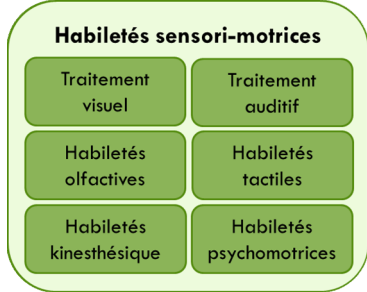 Habiletés sensori-motrices
Traitement
visuel
Traitement
auditif
Habiletés
olfactives
Habiletés
tactiles
Habiletés
kinesthésique
Habiletés
psychomotrices